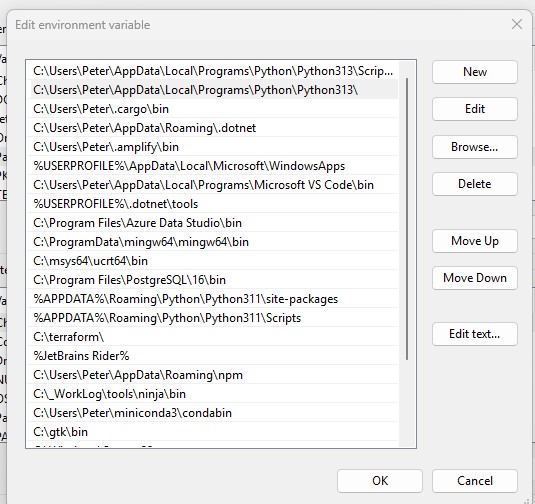 Edit environment variable
C:\Users\Peter\AppData\Local\Programs\Python\Python313\Scrip...
C:\Users\Peter\AppData\Local\Programs\Python\Python313\
C:\Users\Peter\.cargo\bin
C:\Users\Peter\AppData\Roaming\.dotnet
C:\Users\Peter\.amplify\bin
%USERPROFILE%\AppData\Local\Microsoft\WindowsApps
C:\Users\Peter\AppData\Local\Programs\Microsoft VS Code\bin
%USERPROFILE%\.dotnet\tools
C:\Program Files\Azure Data Studio\bin
C:\ProgramData\mingw64\mingw64\bin
C:\msys64\ucrt64\bin
C:\Program Files\PostgreSQL\16\bin
%APPDATA%\Roaming\Python\Python311\site-packages
%APPDATA%\Roaming\Python\Python311\Scripts
C:\terraform\
%JetBrains Rider%
C:\Users\Peter\AppData\Roaming\npm
C:\_WorkLog\tools\ninja\bin
C:\Users\Peter\miniconda3\condabin
C:\gtk\bin
New
Edit
Browse...
Delete
Move Up
Move Down
Edit text...
OK
Cancel